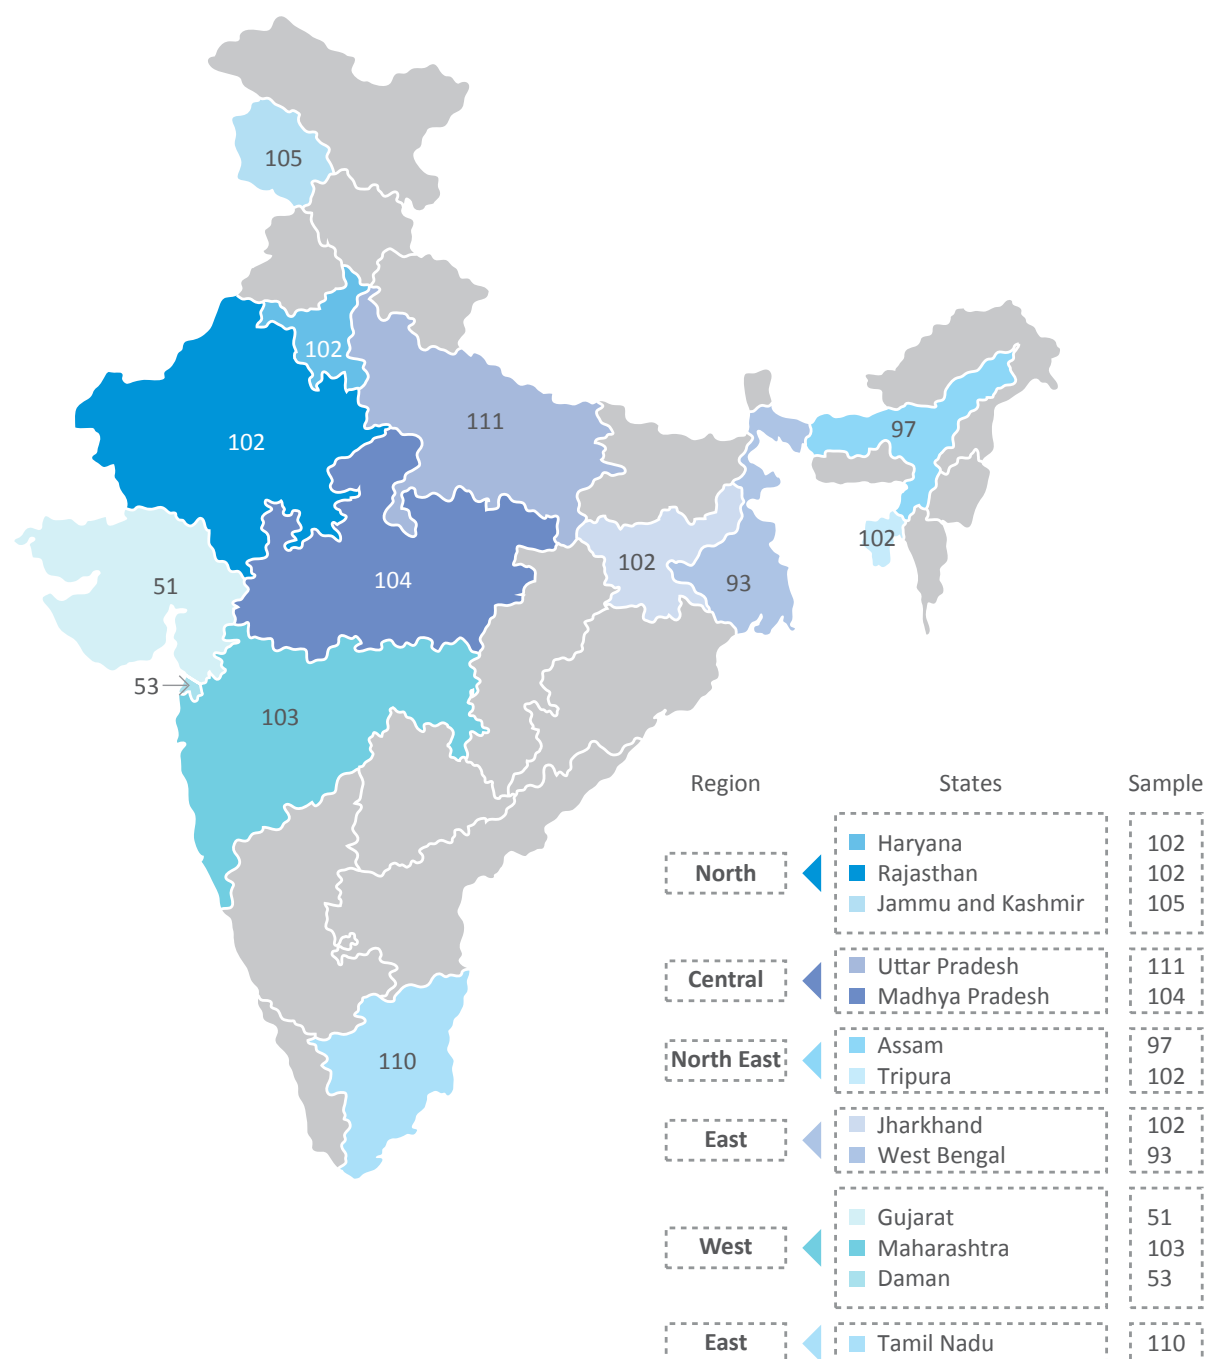 105
102
111
97
102
102
102
104
51
93
53
103
110
Region States Sample
North
Haryana 102
Rajasthan 102
Jammu and Kashmir 105
Central
Uttar Pradesh 111
Madhya Pradesh 104
North East
Assam 97
Tripura 102
East
Jharkhand 102
West Bengal 93
West
Gujarat 51
Maharashtra 103
Daman 53
East Tamil Nadu 110